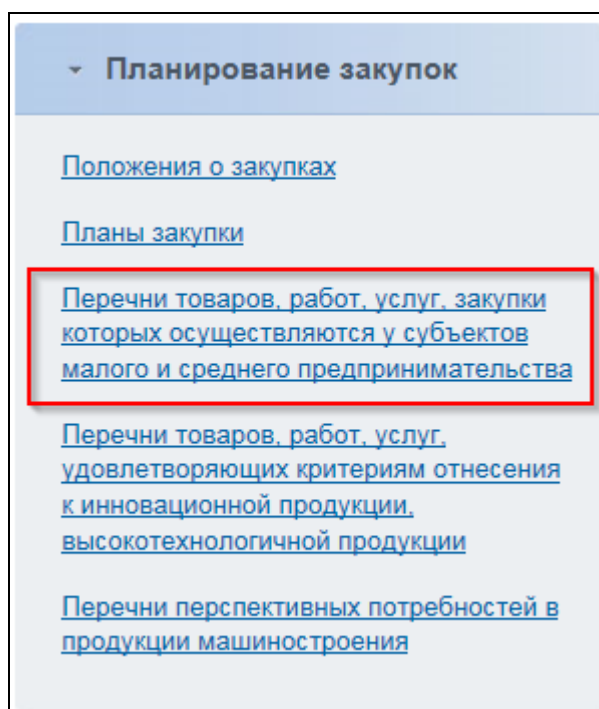 Планирование закупок
Положения о закупках
Планы закупки
Перечни товаров, работ, услуг, закупки
которых осуществляются у субъектов
малого и среднего предпринимательства
Перечни товаров, работ, услуг,
удовлетворяющих критериям отнесения
к инновационной продукции,
высокотехнологичной продукции
Перечни перспективных потребностей в
продукции машиностроения